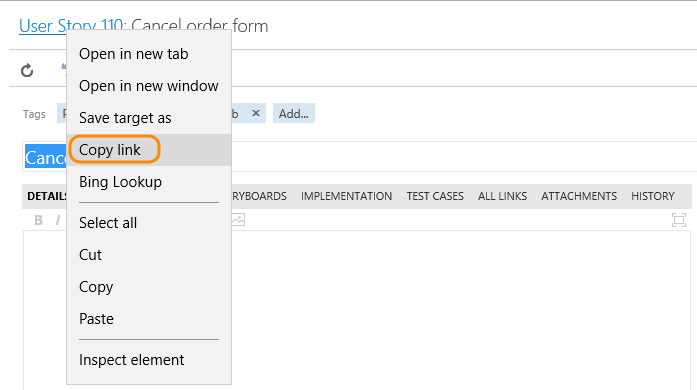 User Story 110: Cancel order form
Open in new tab
Open in new window
Save target as
Copy link
Bing Lookup
Select all
Cut
Copy
Paste
Inspect element
Tags
b × Add...
Canc
DETAILS
RYBOARDS IMPLEMENTATION TEST CASES ALL LINKS ATTACHMENTS HISTORY
B I